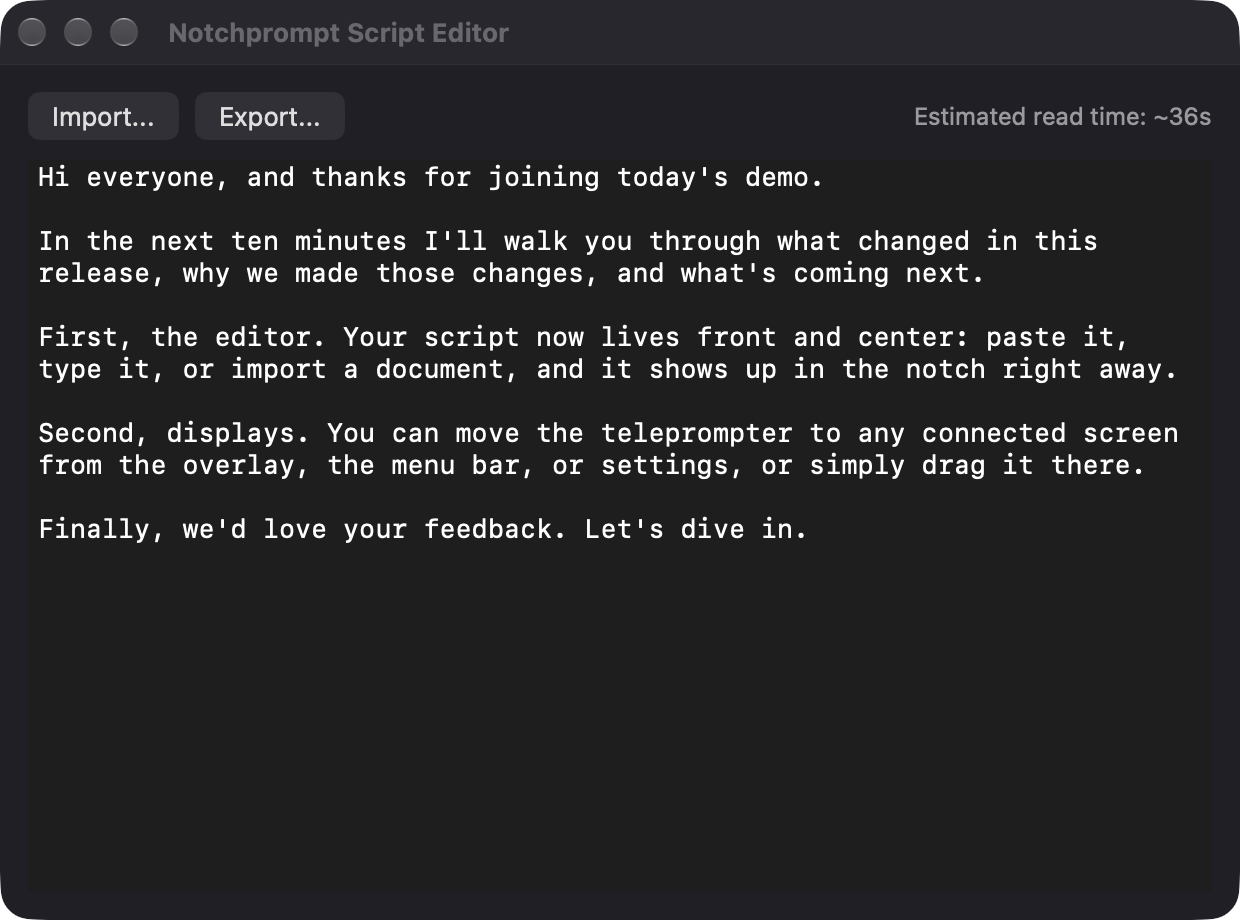 Notchprompt Script Editor
Import...
Export...
Estimated read time: ~36s
Hi everyone, and thanks for joining today's demo.
In the next ten minutes I'll walk you through what changed in this
release, why we made those changes, and what's coming next.
First, the editor. Your script now lives front and center: paste it,
type it, or import a document, and it shows up in the notch right away.
Second, displays. You can move the teleprompter to any connected screen
from the overlay, the menu bar, or settings, or simply drag it there.
Finally, we'd love your feedback. Let's dive in.